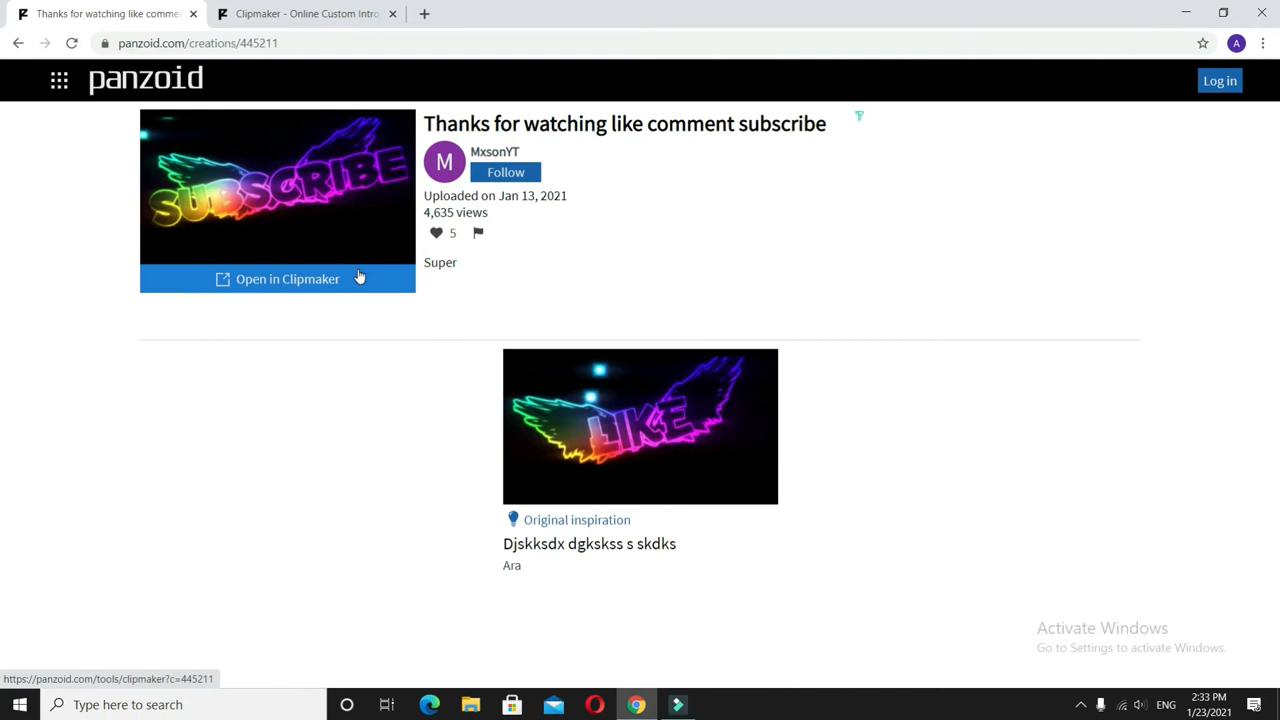 Thanks for watching like comme
Clipmaker - Online Custom Intro
panzoid.com/creations/445211
A
panzoid
Log in
SUBSCRIBE
Thanks for watching like comment subscribe
M
MxsonYT
Follow
Uploaded on Jan 13, 2021
4,635 views
5
Super
Open in Clipmaker
LIKE
Original inspiration
Djskksdx dgkskss s skdks
Ara
Activate Windows
Go to Settings to activate Windows.
https://panzoid.com/tools/clipmaker?c=445211
Type here to search
ENG
2:33 PM
1/23/2021